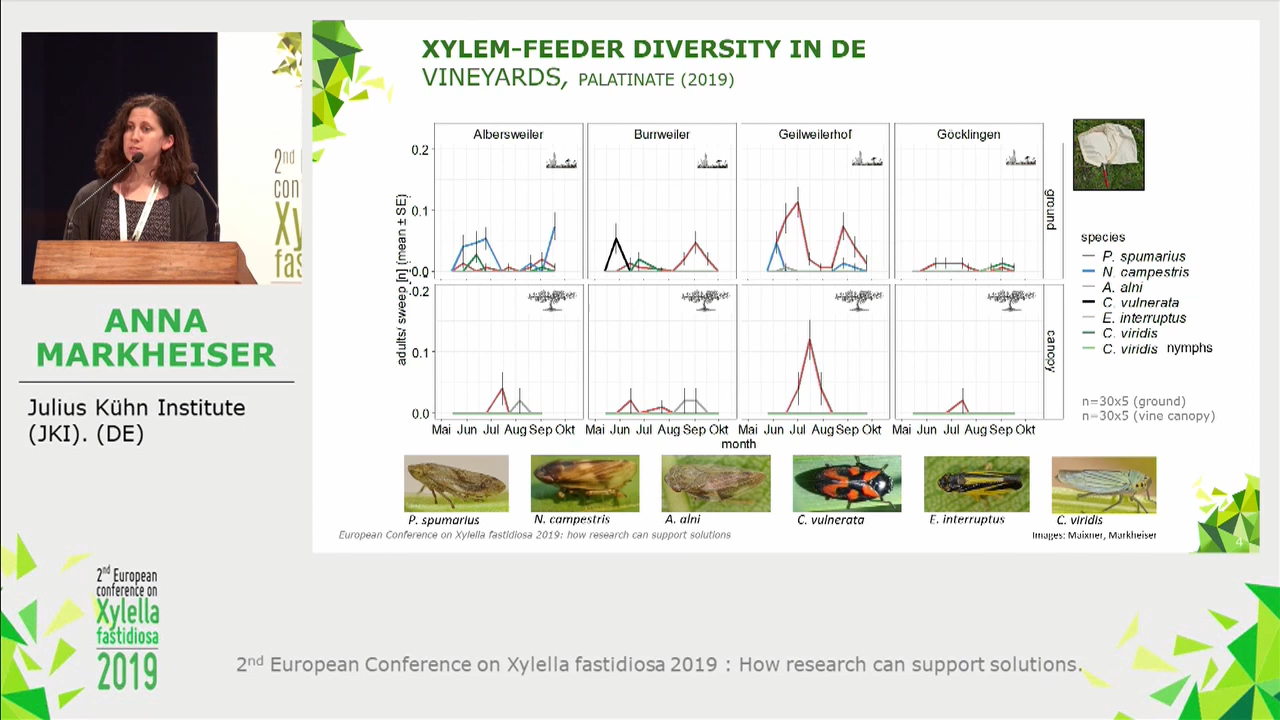 XYLEM-FEEDER DIVERSITY IN DE
VINEYARDS, PALATINATE (2019)
Albersweiler
Burrweiler
Geilweilerhof
Göcklingen
0.2
0.1
0.0
ground
0.2
0.1
0.0
canopy
adults/ sweep [n] (mean ± SE)
Mai Jun Jul Aug Sep Okt
Mai Jun Jul Aug Sep Okt
Mai Jun Jul Aug Sep Okt
Mai Jun Jul Aug Sep Okt
month
species
P. spumarius
N. campestris
A. alni
C. vulnerata
E. interruptus
C. viridis
C. viridis nymphs
n=30x5 (ground)
n=30x5 (vine canopy)
P. spumarius
N. campestris
A. alni
C. vulnerata
E. interruptus
C. viridis
European Conference on Xylella fastidiosa 2019: how research can support solutions
Images: Maixner, Markheiser
4
2nd
con
Xy
fas
ANNA
MARKHEISER
Julius Kühn Institute
(JKI). (DE)
2nd European
conference on
Xylella
fastidiosa
2019
2nd European Conference on Xylella fastidiosa 2019 : How research can support solutions.